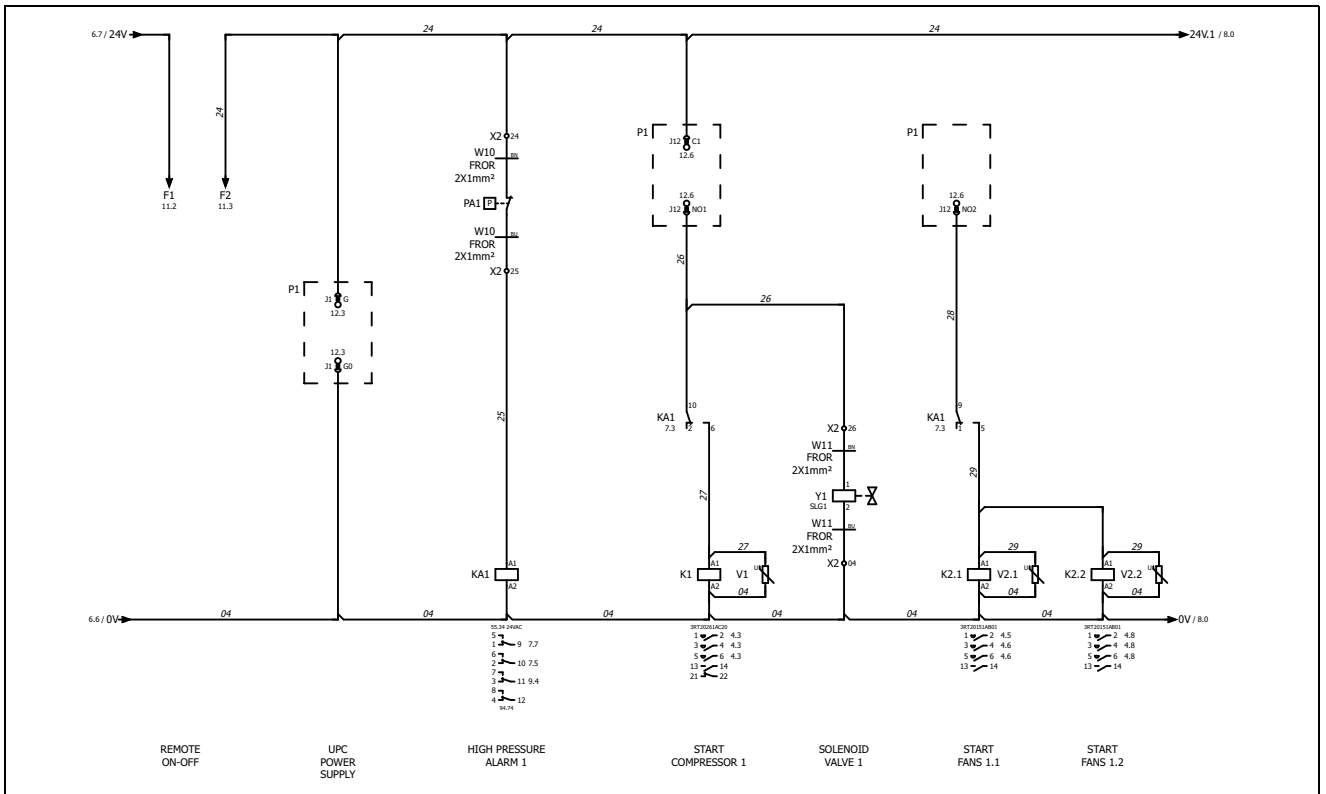 6.7 / 24V
24
24
24
24V.1 / 8.0
24
F1
11.2
F2
11.3
X2 24
W10 BN
FROR
2X1mm²
PA1 P
W10 BU
FROR
2X1mm²
X2 25
P1
J12 C1
12.6
12.6
J12 NO1
P1
12.6
J12 NO2
P1
J1 G
12.3
12.3
J1 G0
26
26
28
25
10
KA1
7.3 2 6
9
KA1
7.3 1 5
X2 26
W11 BN
FROR
2X1mm²
1
Y1
SLG1 2
W11 BU
FROR
2X1mm²
X2 04
27
29
A1
KA1
A2
27
A1
K1 V1 U
A2
04
29
A1
K2.1 V2.1 U
A2
04
29
A1
K2.2 V2.2 U
A2
04
6.6 / 0V
04
04
04
04
04
04
0V / 8.0
55.34 24VAC
5
1 9 7.7
6
2 10 7.5
7
3 11 9.4
8
4 12
94.74
3RT20261AC20
1 2 4.3
3 4 4.3
5 6 4.3
13 14
21 22
3RT20151AB01
1 2 4.5
3 4 4.6
5 6 4.6
13 14
3RT20151AB01
1 2 4.8
3 4 4.8
5 6 4.8
13 14
REMOTE
ON-OFF
UPC
POWER
SUPPLY
HIGH PRESSURE
ALARM 1
START
COMPRESSOR 1
SOLENOID
VALVE 1
START
FANS 1.1
START
FANS 1.2